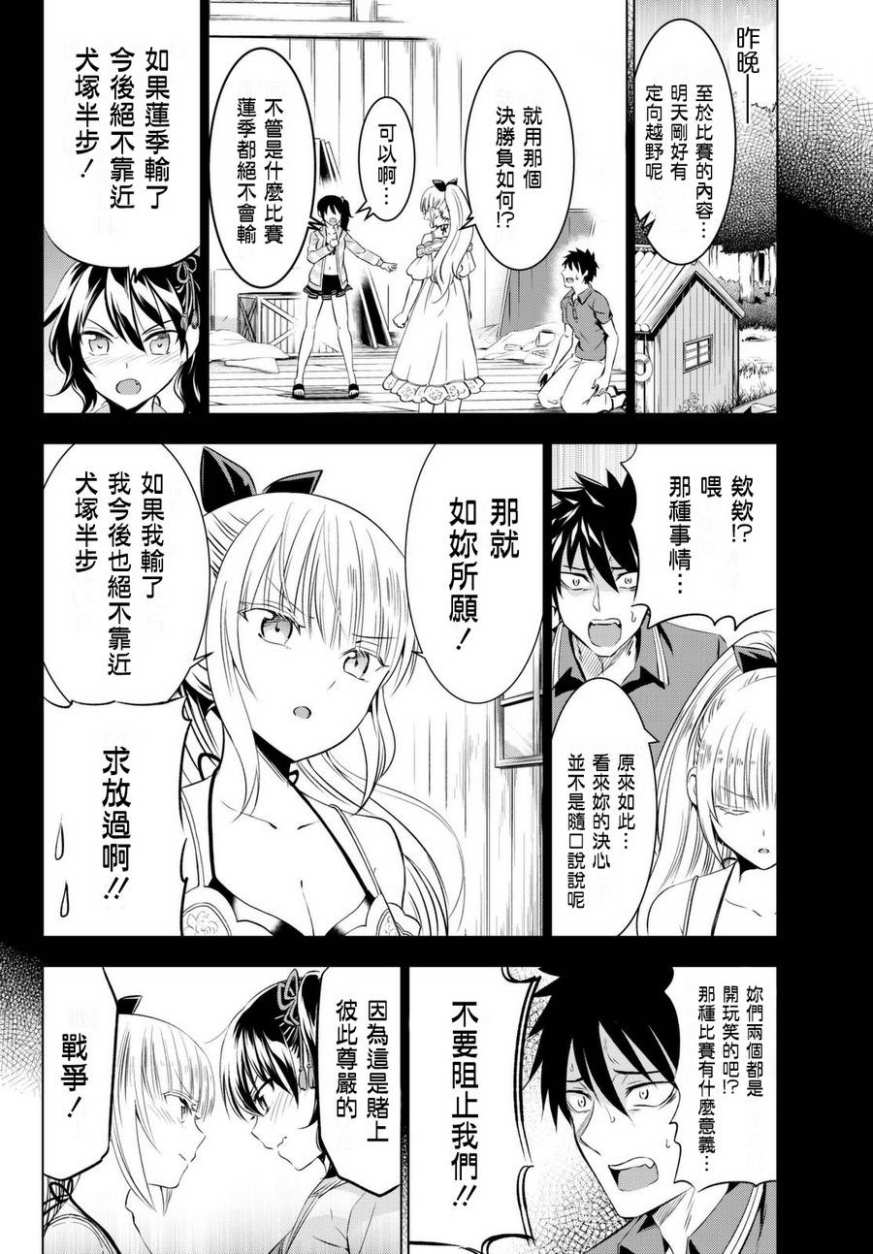 昨晚—
至於比賽的內容…
明天剛好有
定向越野呢
就用那個
決勝負如何!?
可以啊…
不管是什麼比賽
蓮季都絕不會輸
如果蓮季輸了
今後絕不靠近
犬塚半步！
欸欸!?
喂
那種事情…
原來如此…
看來妳的決心
並不是隨口說說呢
那就
如妳所願！
如果我輸了
我今後也絕不靠近
犬塚半步
求放過啊!!
妳們兩個都是
開玩笑的吧!?
那種比賽有什麼意義…
不要阻止我們!!
因為這是賭上
彼此尊嚴的
戰爭！